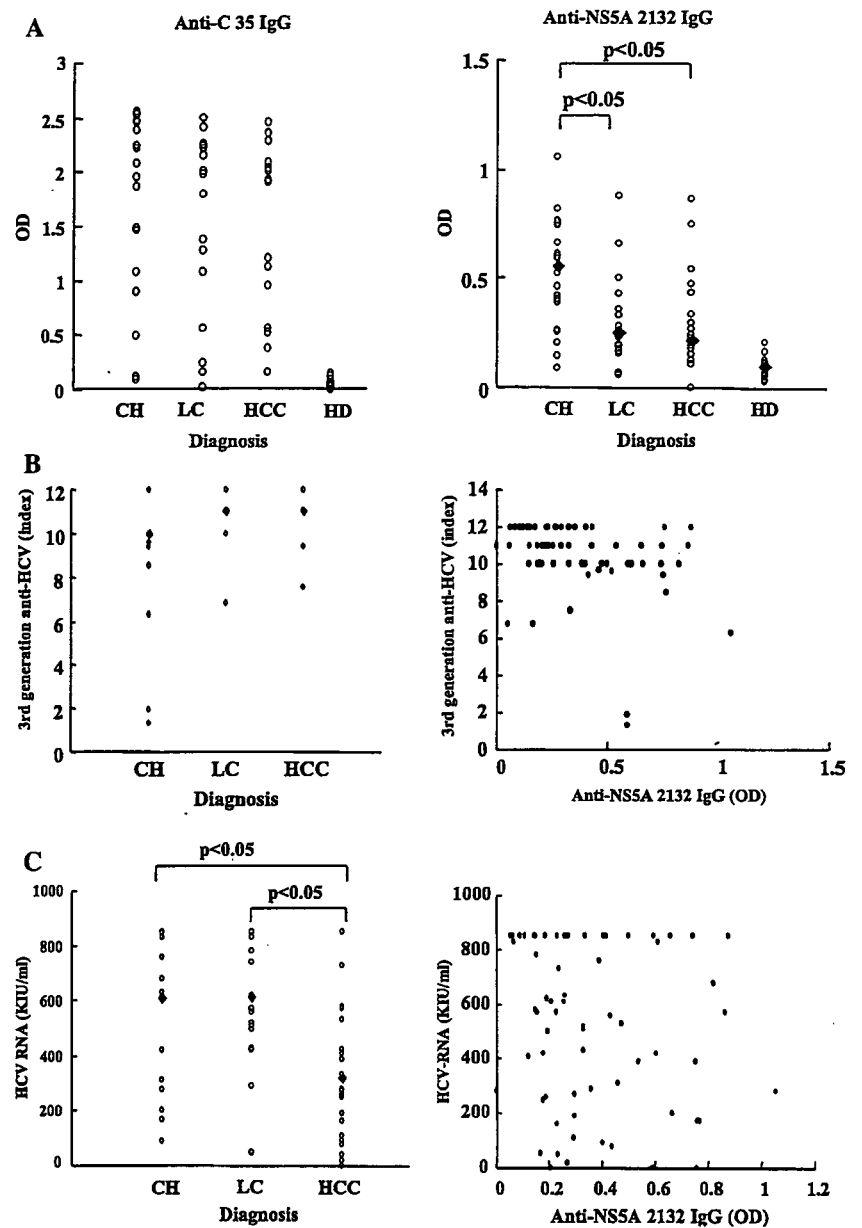 A
Anti-C 35 IgG
3
2.5
2
1.5
1
0.5
0
OD
CH LC HCC HD
Diagnosis
Anti-NS5A 2132 IgG
p<0.05
p<0.05
1.5
1
0.5
0
OD
CH LC HCC HD
Diagnosis
B
12
10
8
6
4
2
0
3rd generation anti-HCV (index)
CH LC HCC
Diagnosis
14
12
10
8
6
4
2
0
3rd generation anti-HCV (index)
0 0.5 1 1.5
Anti-NS5A 2132 IgG (OD)
C
p<0.05
p<0.05
1000
800
600
400
200
0
HCV RNA (KIU/ml)
CH LC HCC
Diagnosis
1000
800
600
400
200
0
HCV-RNA (KIU/ml)
0 0.2 0.4 0.6 0.8 1 1.2
Anti-NS5A 2132 IgG (OD)